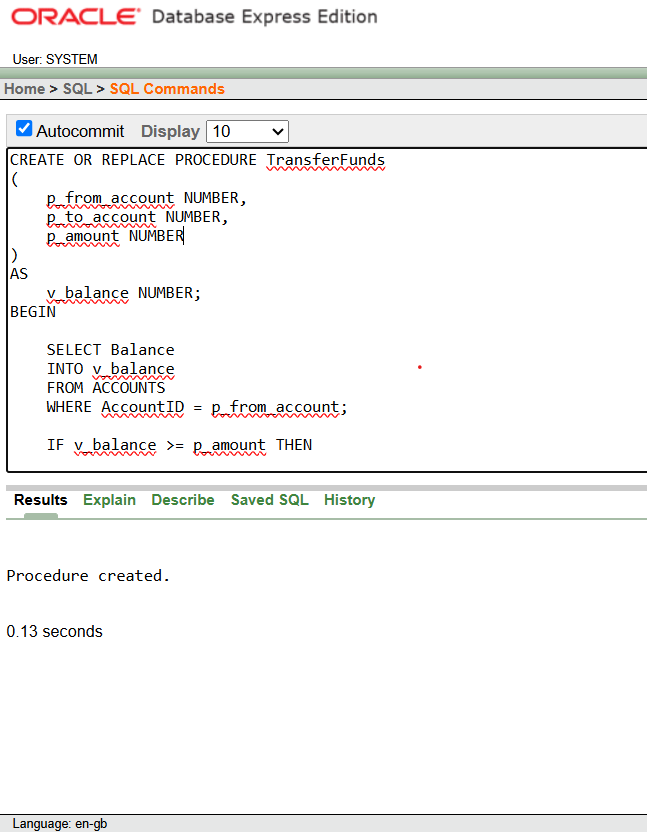 ORACLE® Database Express Edition
User: SYSTEM
Home > SQL > SQL Commands
Autocommit Display 10
CREATE OR REPLACE PROCEDURE TransferFunds
(
    p_from_account NUMBER,
    p_to_account NUMBER,
    p_amount NUMBER
)
AS
    v_balance NUMBER;
BEGIN
    SELECT Balance
    INTO v_balance
    FROM ACCOUNTS
    WHERE AccountID = p_from_account;
    IF v_balance >= p_amount THEN
Results Explain Describe Saved SQL History
Procedure created.
0.13 seconds
Language: en-gb